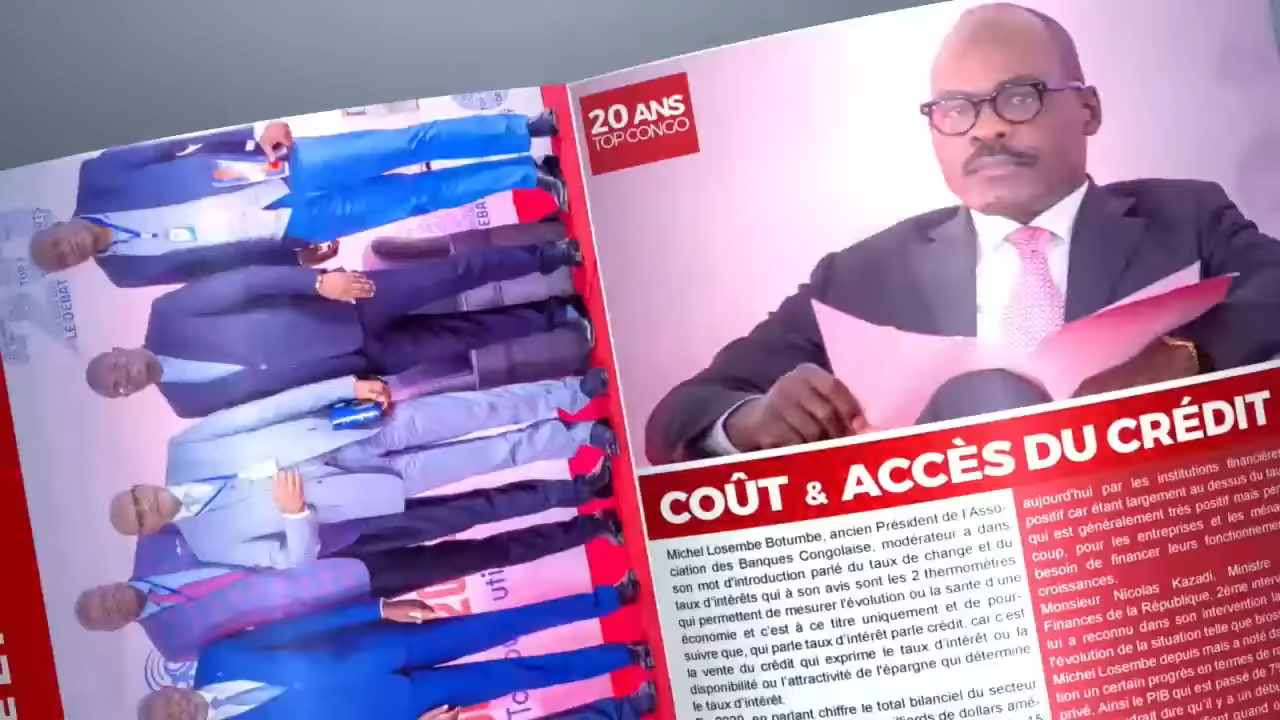 LE DEBAT
20 ANS
TOP CONGO
COÛT & ACCÈS DU CRÉDIT
Michel Losembe Botumbe, ancien Président de l'Asso-
ciation des Banques Congolaise, modérateur a dans
son mot d'introduction parlé du taux de change et du
taux d'intérêts qui à son avis sont les 2 thermomètres
qui permettent de mesurer l'évolution ou la santé d'une
économie et c'est à ce titre uniquement et de pour-
suivre que, qui parle taux d'intérêt parle crédit, car c'est
la vente du crédit qui exprime le taux d'intérêt ou la
disponibilité ou l'attractivité de l'épargne qui détermine
le taux d'intérêt.
en parlant chiffre le total bilanciel du secteur
aujourd'hui par les institutions financières
positif car étant largement au dessus du
qui est généralement très positif mais
coup, pour les entreprises et les
besoin de financer leurs
croissances.
Monsieur Nicolas Kazadi, Ministre
Finances de la République, 2ème
lui a reconnu dans son intervention
l'évolution de la situation telle que
Michel Losembe depuis mais a noté
tion un certain progrès en termes de
privé. Ainsi le PIB qui est passé de
dire qu'il y a un